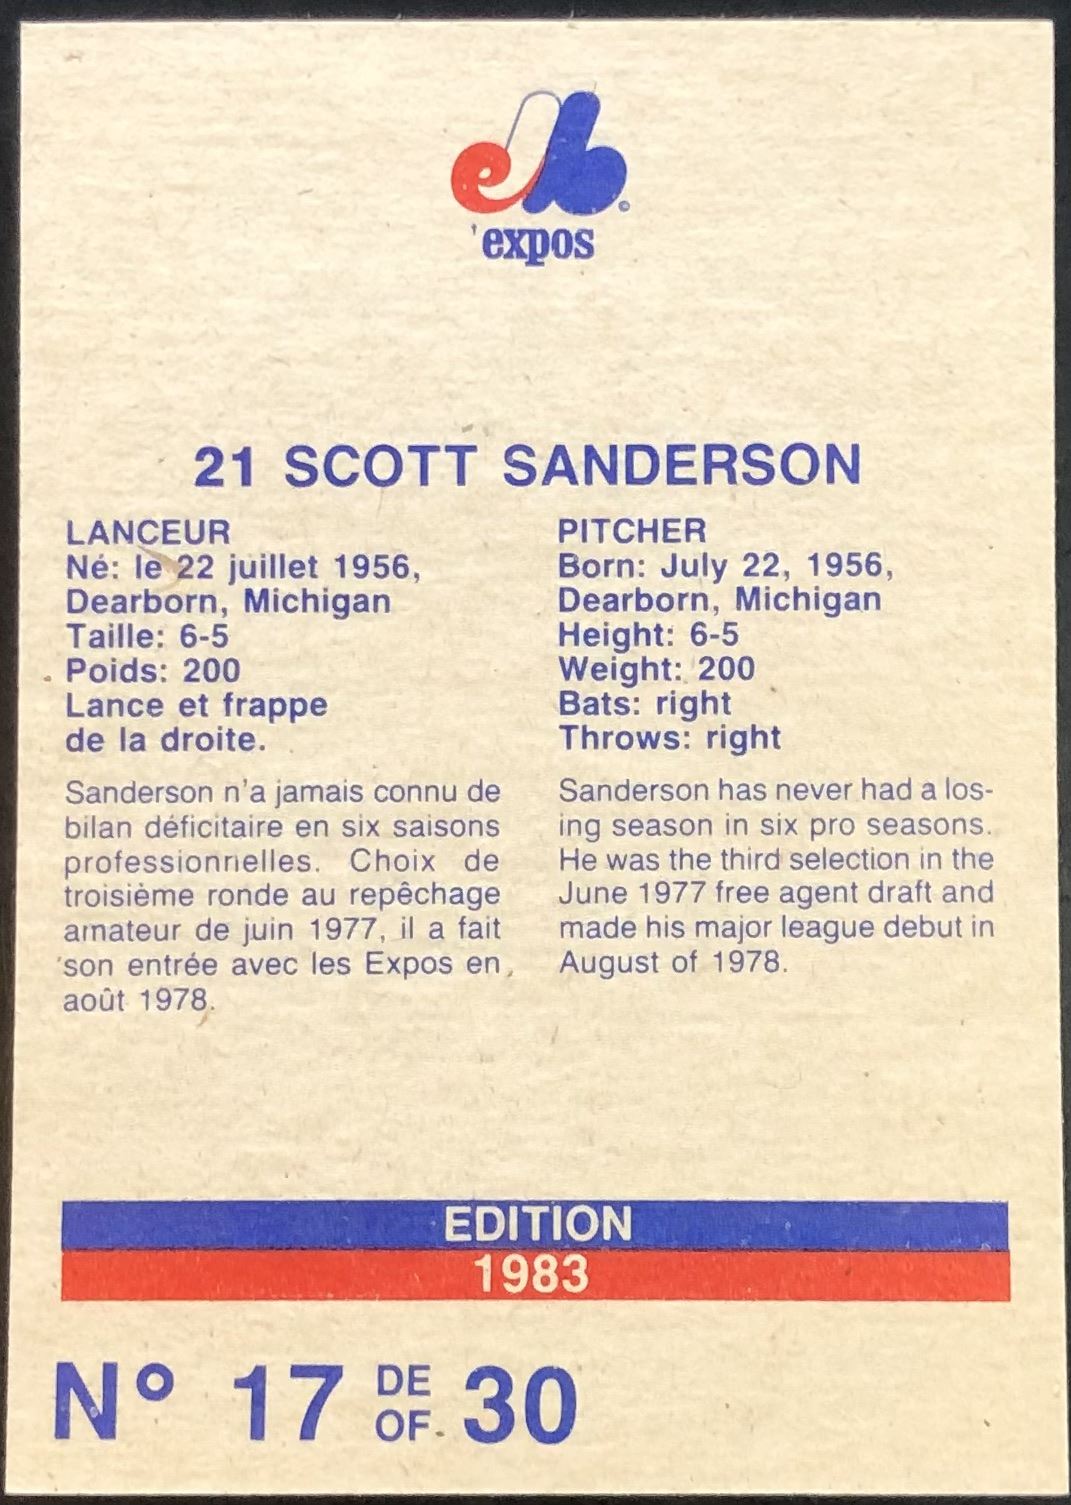 expos
21 SCOTT SANDERSON
LANCEUR
Né: le 22 juillet 1956,
Dearborn, Michigan
Taille: 6-5
Poids: 200
Lance et frappe
de la droite.
Sanderson n'a jamais connu de
bilan déficitaire en six saisons
professionnelles. Choix de
troisième ronde au repêchage
amateur de juin 1977, il a fait
son entrée avec les Expos en
août 1978.
PITCHER
Born: July 22, 1956,
Dearborn, Michigan
Height: 6-5
Weight: 200
Bats: right
Throws: right
Sanderson has never had a los-
ing season in six pro seasons.
He was the third selection in the
June 1977 free agent draft and
made his major league debut in
August of 1978.
EDITION
1983
Nº 17 DE OF 30